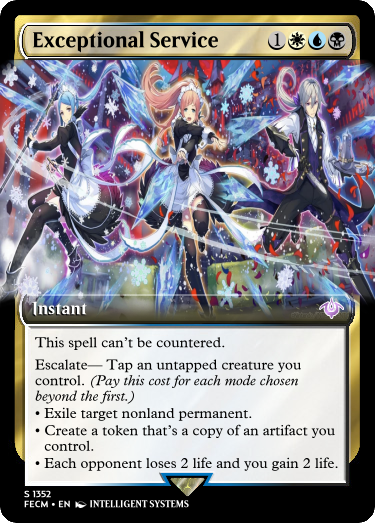 Exceptional Service
1
Instant
This spell can't be countered.
Escalate— Tap an untapped creature you
control. (Pay this cost for each mode chosen
beyond the first.)
• Exile target nonland permanent.
• Create a token that's a copy of an artifact you
control.
• Each opponent loses 2 life and you gain 2 life.
S 1352
FECM • EN INTELLIGENT SYSTEMS